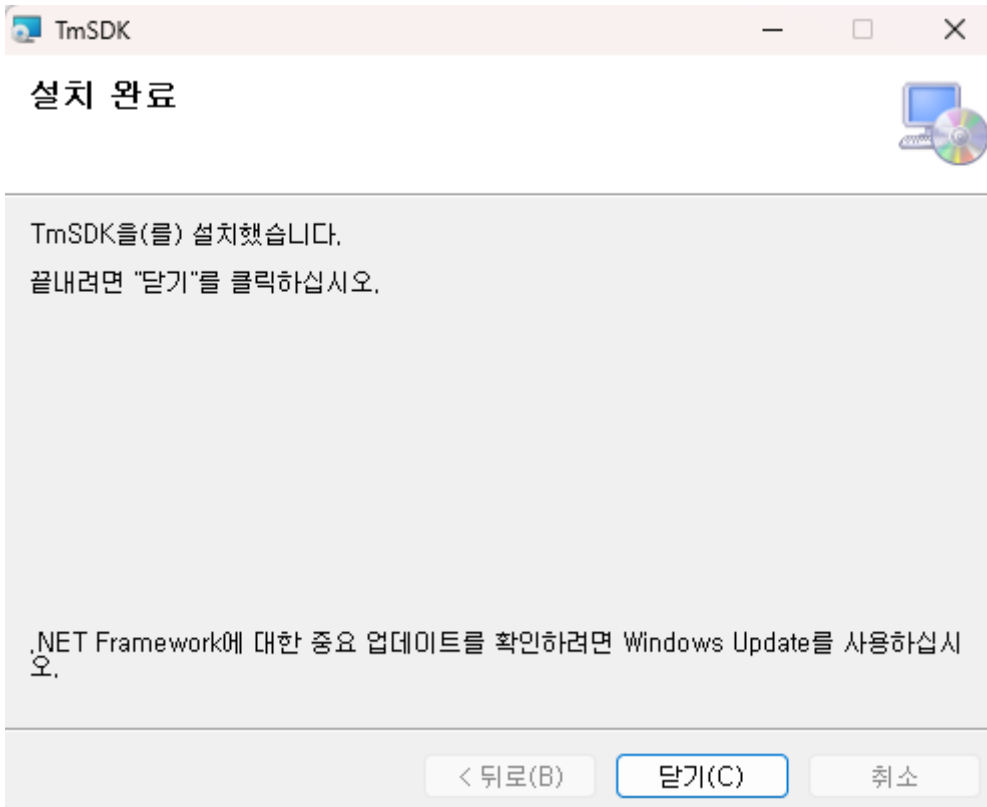 TmSDK
설치 완료
TmSDK을(를) 설치했습니다.
끝내려면 "닫기"를 클릭하십시오.
.NET Framework에 대한 중요 업데이트를 확인하려면 Windows Update를 사용하십시
오.
< 뒤로(B)
닫기(C)
취소